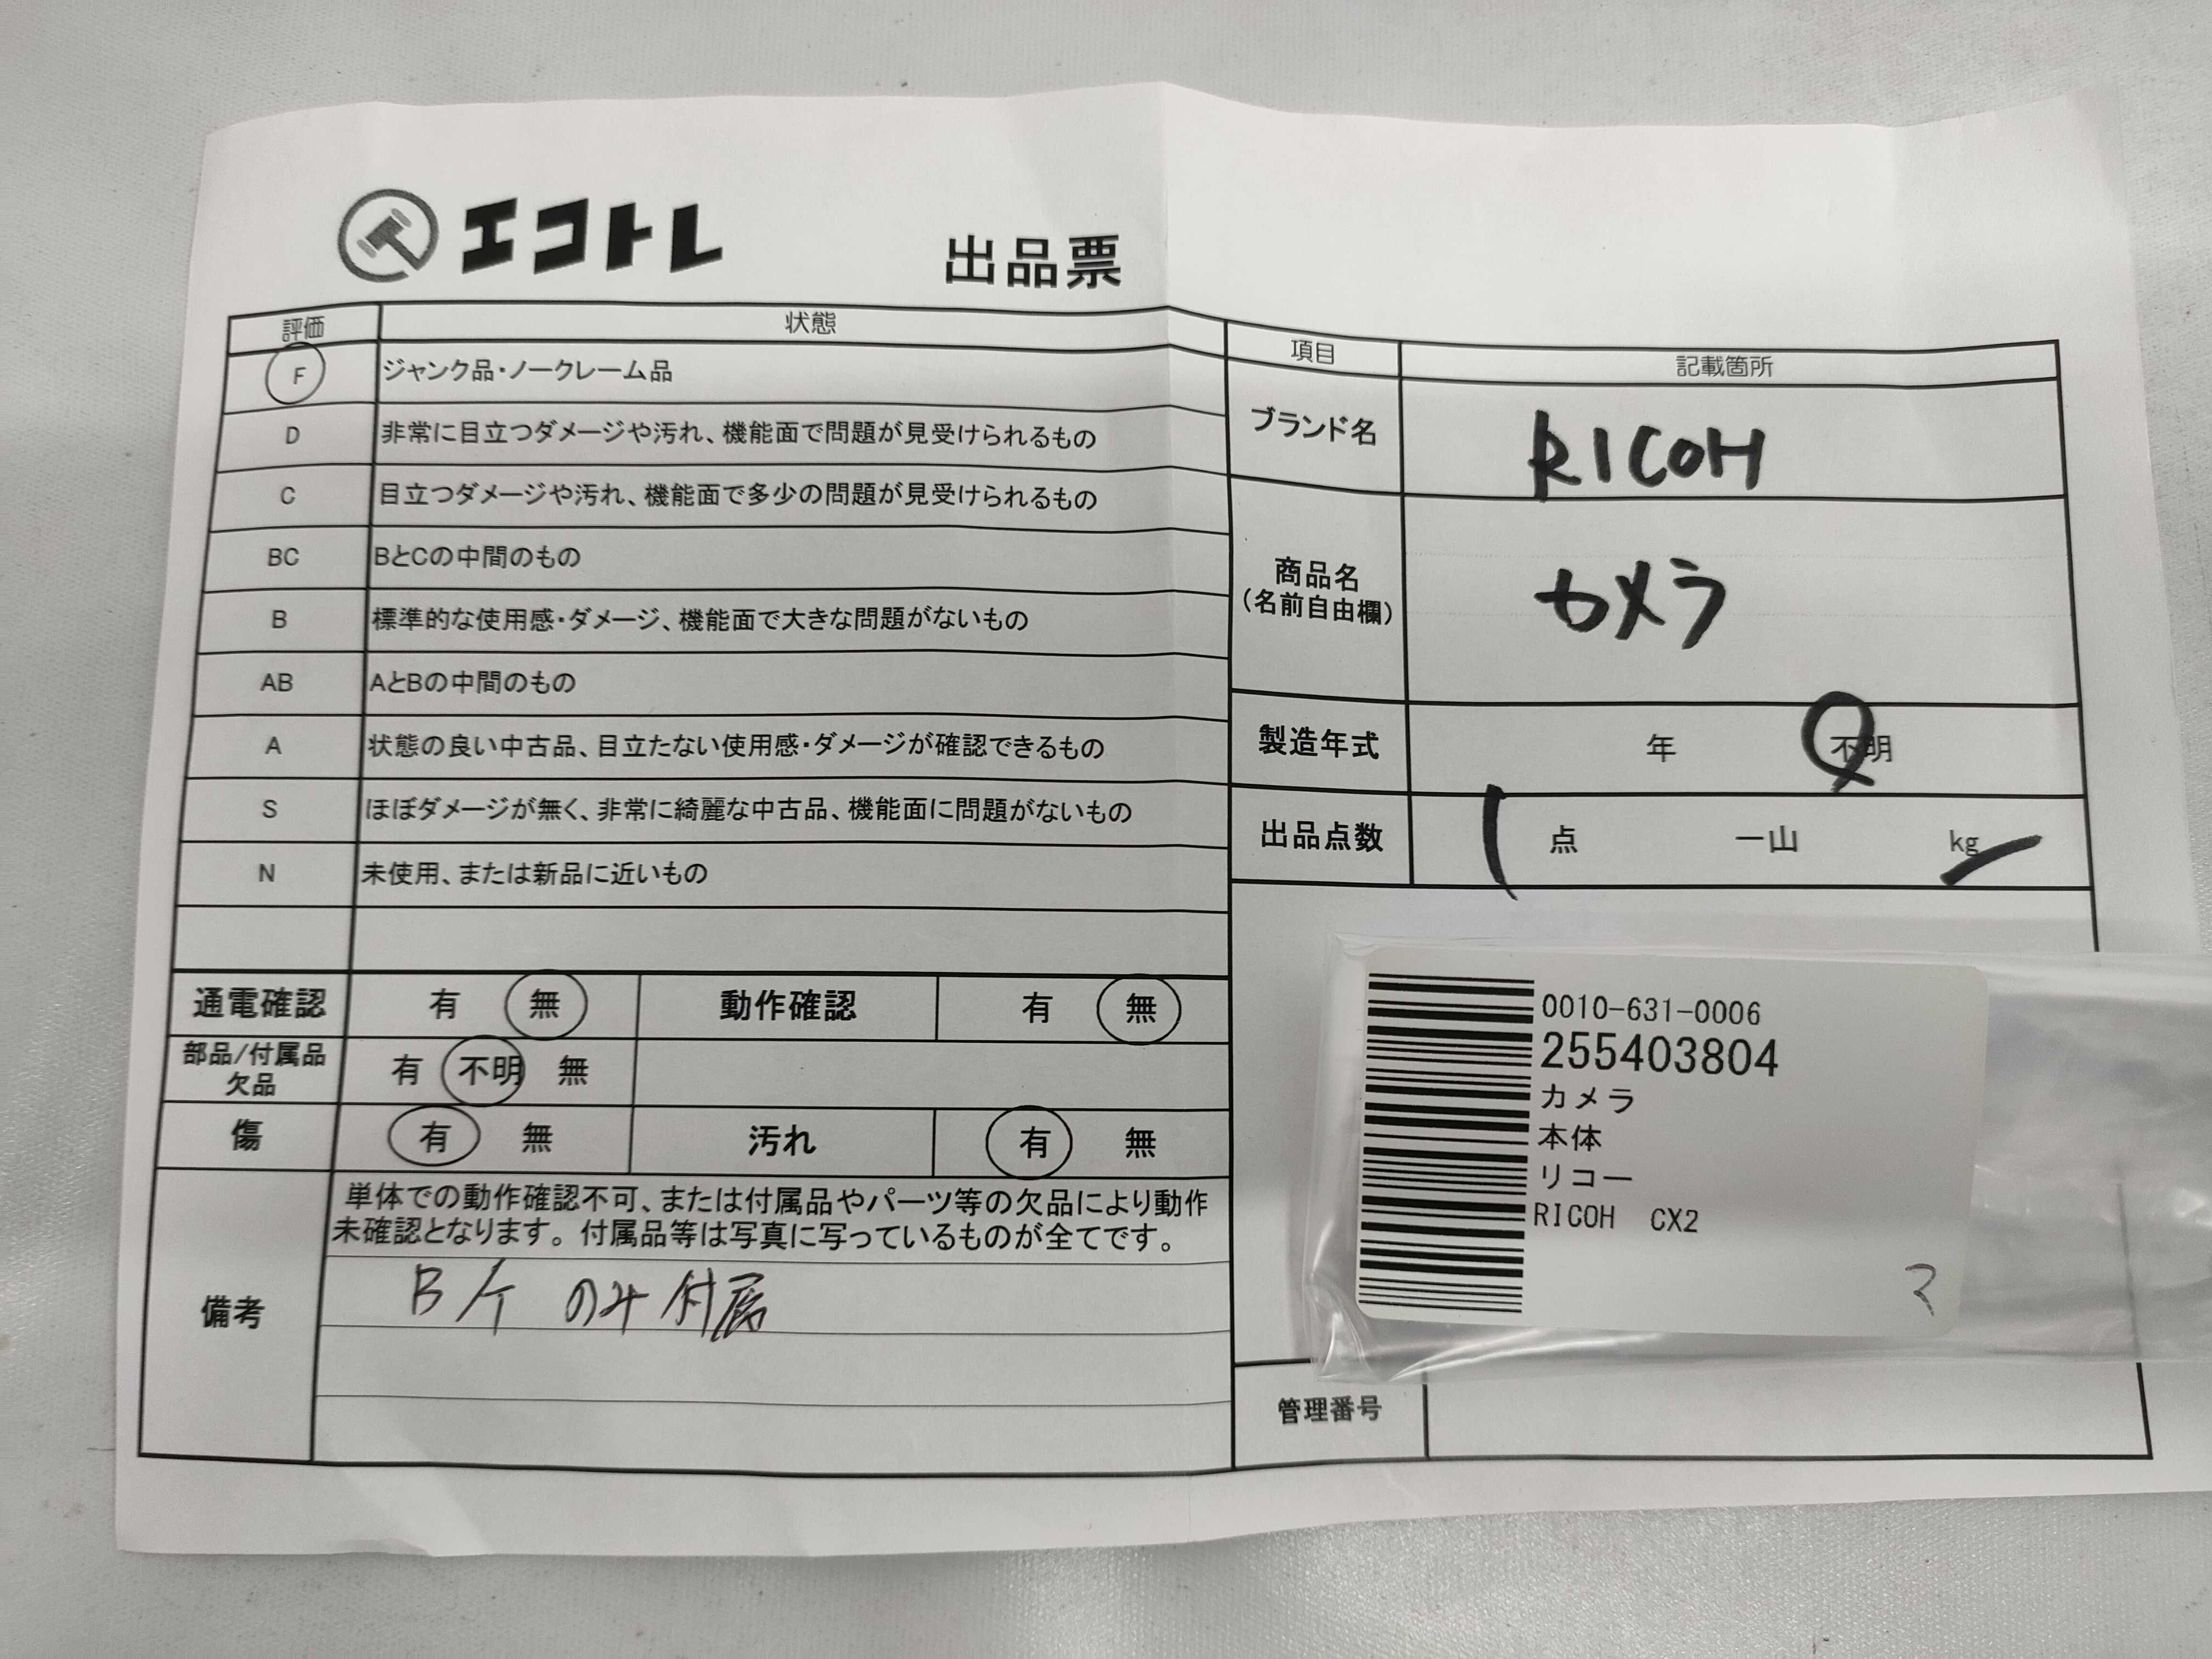 エコトレ 出品票
評価 状態
F ジャンク品・ノークレーム品
D 非常に目立つダメージや汚れ、機能面で問題が見受けられるもの
C 目立つダメージや汚れ、機能面で多少の問題が見受けられるもの
BC BとCの中間のもの
B 標準的な使用感・ダメージ、機能面で大きな問題がないもの
AB AとBの中間のもの
A 状態の良い中古品、目立たない使用感・ダメージが確認できるもの
S ほぼダメージが無く、非常に綺麗な中古品、機能面に問題がないもの
N 未使用、または新品に近いもの
通電確認 有 無 動作確認 有 無
部品/付属品
欠品 有 不明 無
傷 有 無 汚れ 有 無
備考
単体での動作確認不可、または付属品やパーツ等の欠品により動作
未確認となります。付属品等は写真に写っているものが全てです。
のみ付属
項目 記載箇所
ブランド名 RICOH
商品名
(名前自由欄) カメラ
製造年式 年 不明
出品点数 1 点 一山 kg
0010-631-0006
255403804
カメラ
本体
リコー
RICOH CX2
管理番号